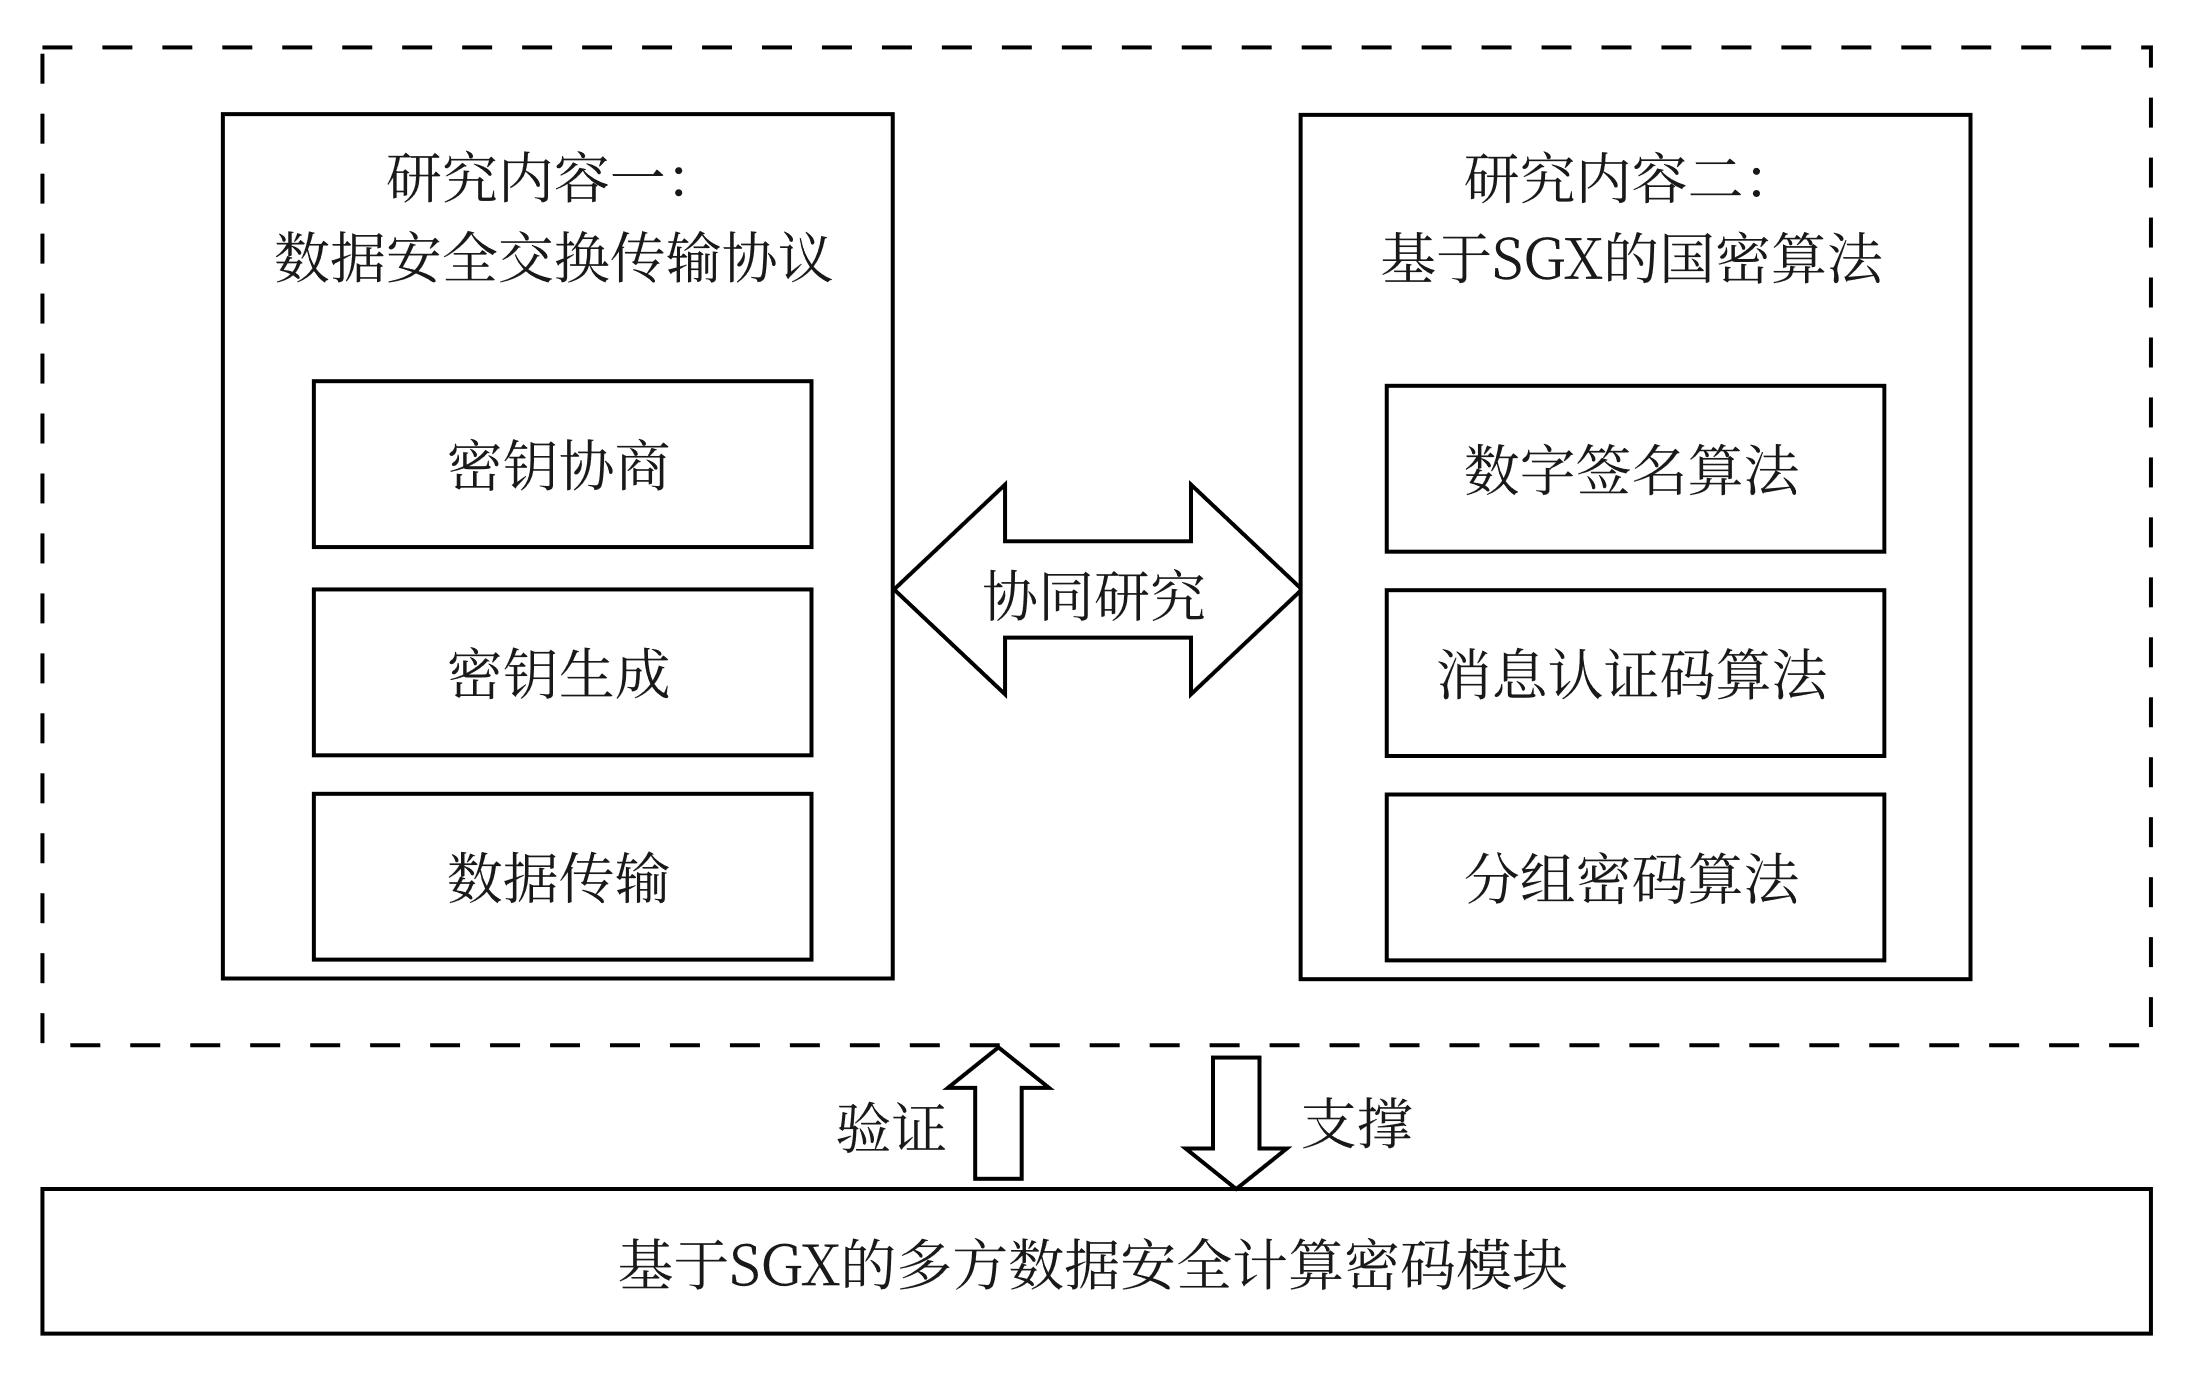 研究内容一：
数据安全交换传输协议
密钥协商
密钥生成
数据传输
协同研究
研究内容二：
基于SGX的国密算法
数字签名算法
消息认证码算法
分组密码算法
验证
支撑
基于SGX的多方数据安全计算密码模块